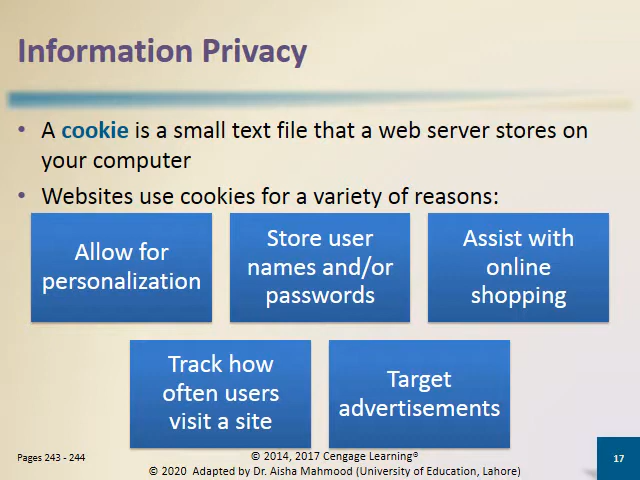 Information Privacy
• A cookie is a small text file that a web server stores on
your computer
• Websites use cookies for a variety of reasons:
Allow for
personalization
Store user
names and/or
passwords
Assist with
online
shopping
Track how
often users
visit a site
Target
advertisements
Pages 243 - 244
© 2014, 2017 Cengage Learning®
© 2020 Adapted by Dr. Aisha Mahmood (University of Education, Lahore)
17